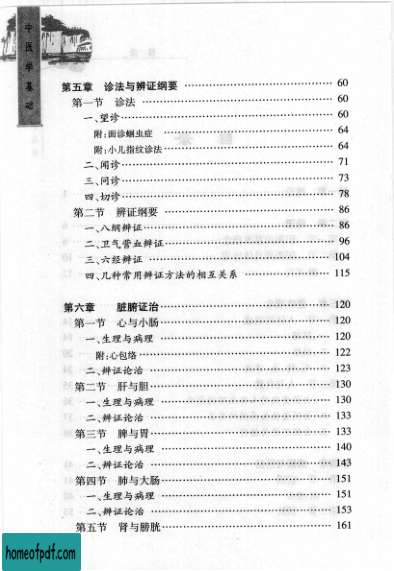 中医学基础
第五章 诊法与辨证纲要 …………………………… 60
第一节 诊法 …………………………… 60
一、望诊 …………………………… 60
附:面诊蛔虫症 …………………………… 64
附:小儿指纹诊法 …………………………… 64
二、闻诊 …………………………… 71
三、问诊 …………………………… 73
四、切诊 …………………………… 78
第二节 辨证纲要 …………………………… 86
一、八纲辨证 …………………………… 86
二、卫气营血辨证 …………………………… 96
三、六经辨证 …………………………… 104
四、几种常用辨证方法的相互关系 …………………………… 115
第六章 脏腑证治 …………………………… 120
第一节 心与小肠 …………………………… 120
一、生理与病理 …………………………… 120
附:心包络 …………………………… 122
二、辨证论治 …………………………… 123
第二节 肝与胆 …………………………… 130
一、生理与病理 …………………………… 130
二、辨证论治 …………………………… 133
第三节 脾与胃 …………………………… 133
一、生理与病理 …………………………… 140
二、辨证论治 …………………………… 143
第四节 肺与大肠 …………………………… 151
一、生理与病理 …………………………… 151
二、辨证论治 …………………………… 153
第五节 肾与膀胱 …………………………… 161
homeofpdf.com